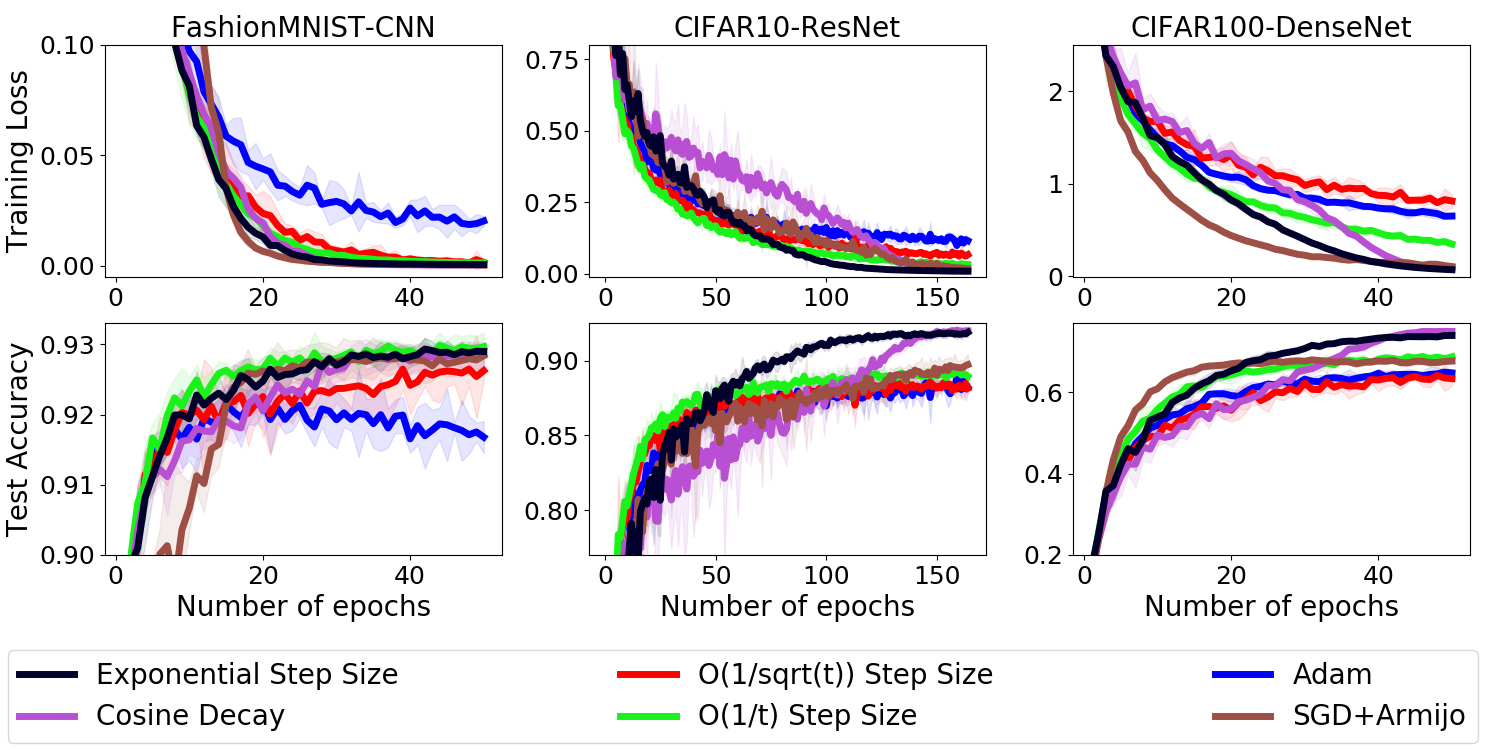 FashionMNIST-CNN CIFAR10-ResNet CIFAR100-DenseNet
Training Loss
0.10
0.05
0.00
0 20 40
0.75
0.50
0.25
0.00
0 50 100 150
2
1
0
0 20 40
Test Accuracy
0.93
0.92
0.91
0.90
0 20 40
Number of epochs
0.90
0.85
0.80
0 50 100 150
Number of epochs
0.6
0.4
0.2
0 20 40
Number of epochs
Exponential Step Size O(1/sqrt(t)) Step Size Adam
Cosine Decay O(1/t) Step Size SGD+Armijo